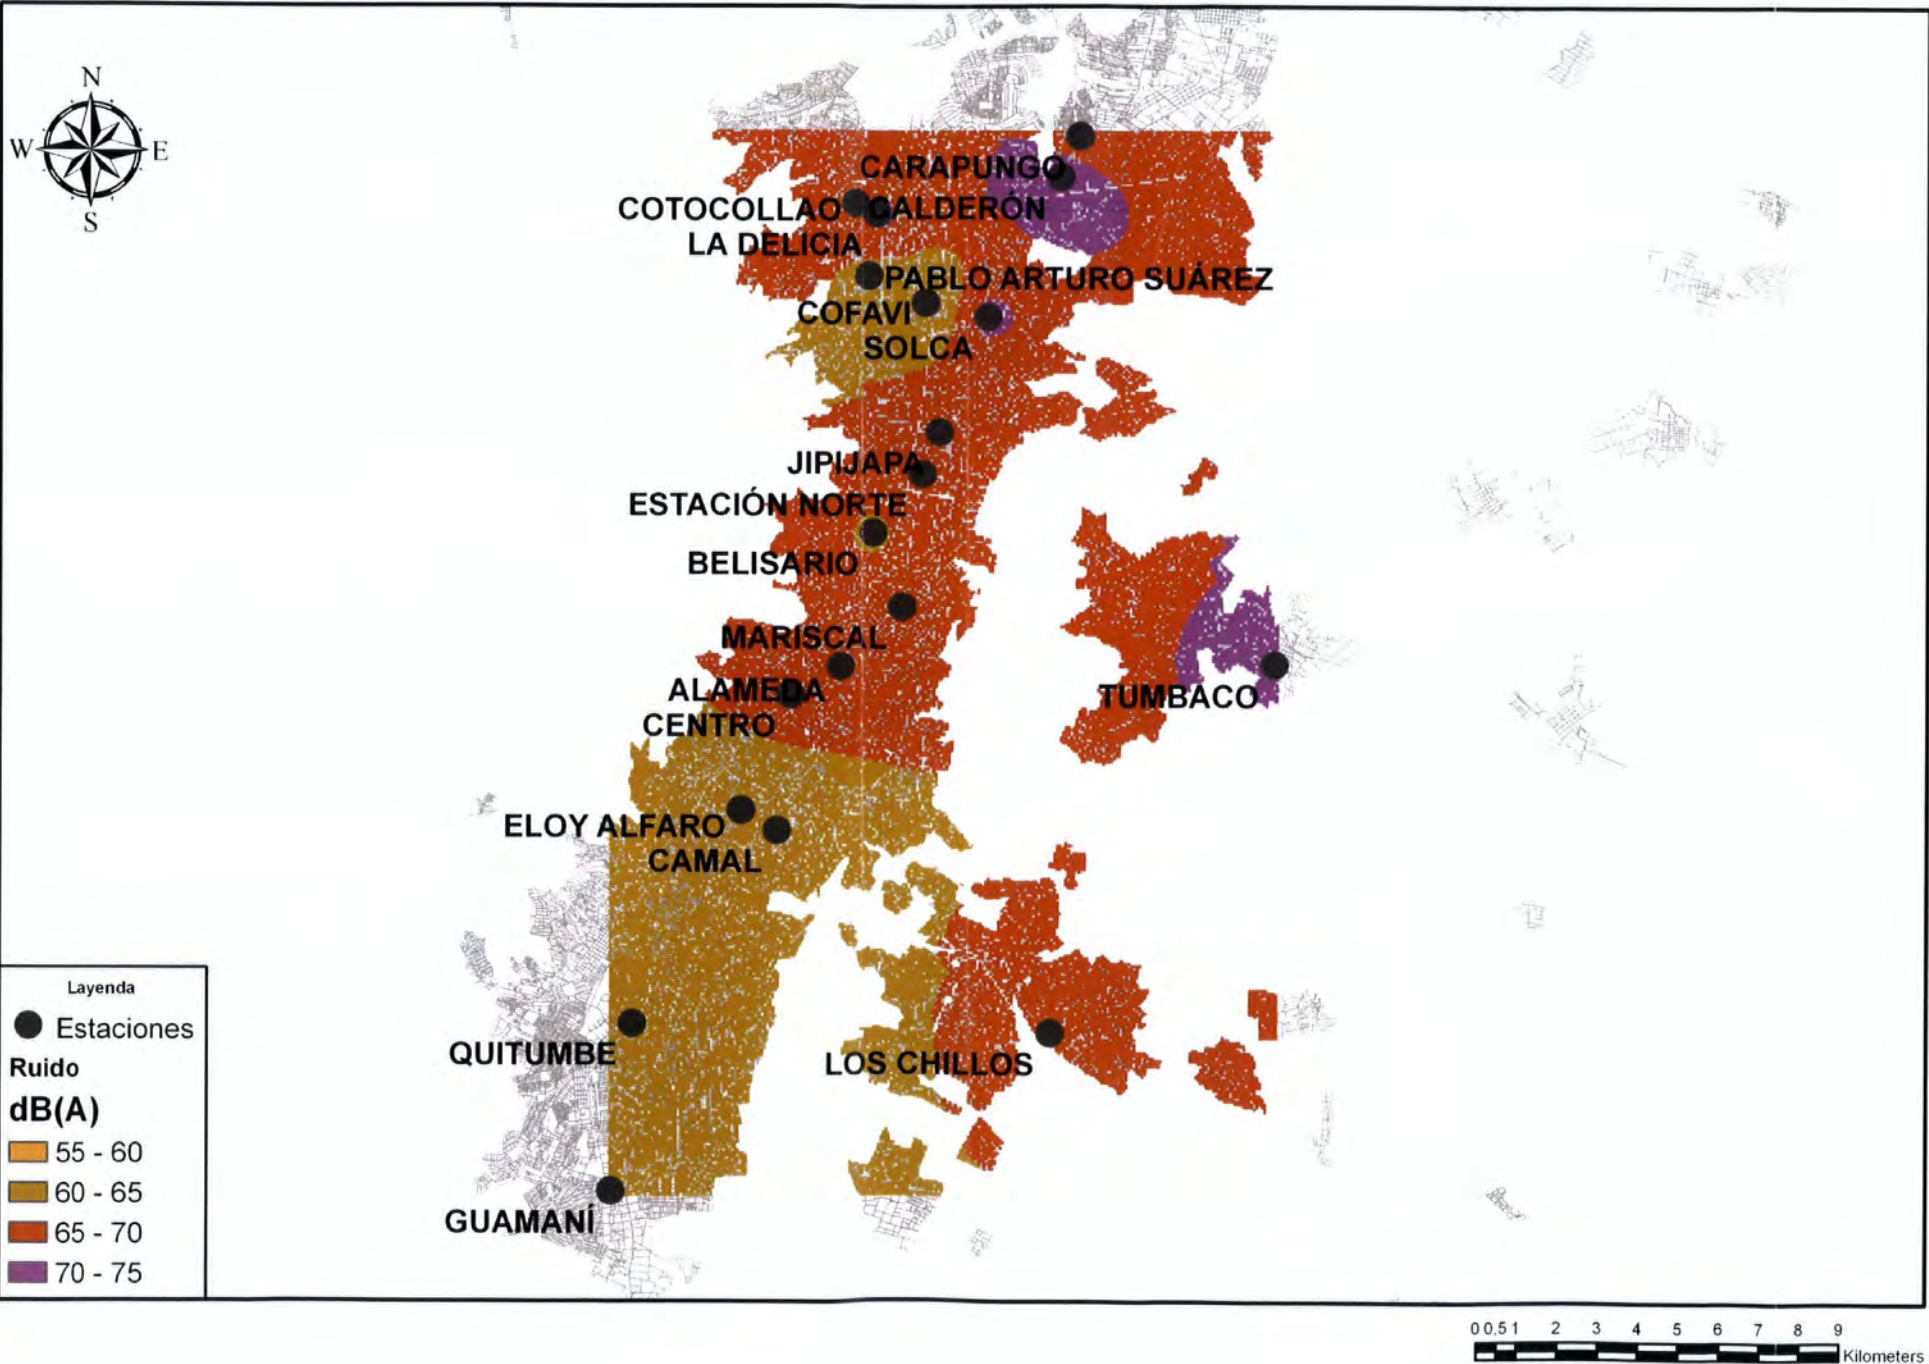 N
W E
S
CARAPUNGO
COTOCOLLAO CALDERÓN
LA DELICIA
PABLO ARTURO SUÁREZ
COFAVI
SOLCA
JIPIJAPA
ESTACIÓN NORTE
BELISARIO
MARISCAL
ALAMEDA
TUMBACO
CENTRO
ELOY ALFARO
CAMAL
QUITUMBE
LOS CHILLOS
GUAMANÍ
Layenda
Estaciones
Ruido
dB(A)
55 - 60
60 - 65
65 - 70
70 - 75
0 0,5 1 2 3 4 5 6 7 8 9
Kilometers